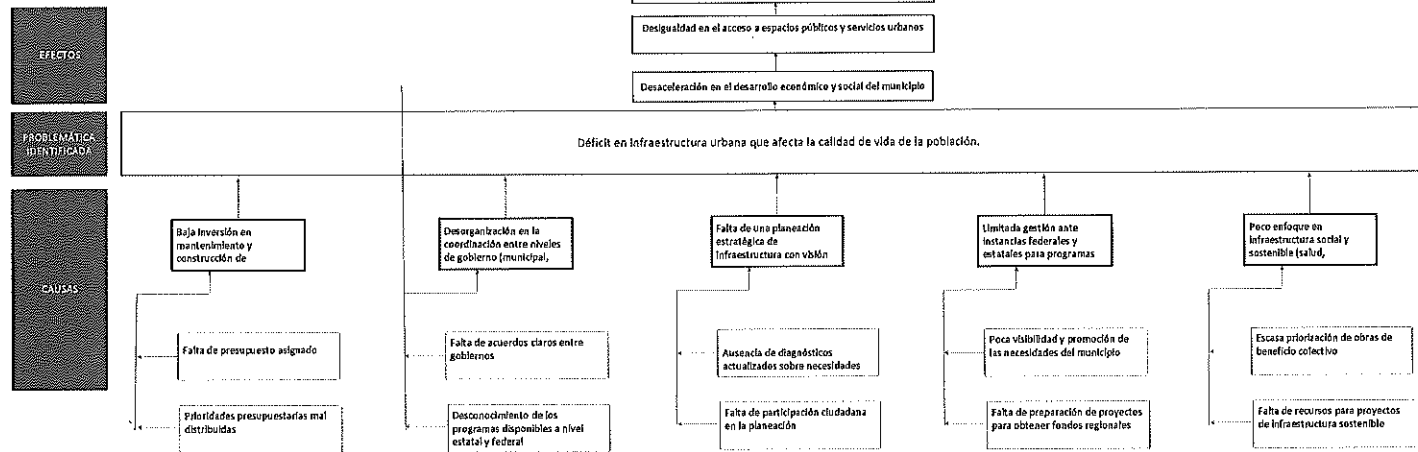 Desigualdad en el acceso a espacios públicos y servicios urbanos
EFECTOS
Desaceleración en el desarrollo económico y social del municipio
PROBLEMÁTICA
IDENTIFICADA
Déficit en infraestructura urbana que afecta la calidad de vida de la población.
CAUSAS
Baja inversión en
mantenimiento y
construcción de
Desorganización en la
coordinación entre niveles
de gobierno (municipal,
Falta de una planeación
estratégica de
infraestructura con visión
Limitada gestión ante
instancias federales y
estatales para programas
Poco enfoque en
infraestructura social y
sostenible (salud,
Falta de presupuesto asignado
Falta de acuerdos claros entre
gobiernos
Ausencia de diagnósticos
actualizados sobre necesidades
Poca visibilidad y promoción de
las necesidades del municipio
Escasa priorización de obras de
beneficio colectivo
Prioridades presupuestarias mal
distribuidas
Desconocimiento de los
programas disponibles a nivel
estatal y federal
Falta de participación ciudadana
en la planeación
Falta de preparación de proyectos
para obtener fondos regionales
Falta de recursos para proyectos
de infraestructura sostenible